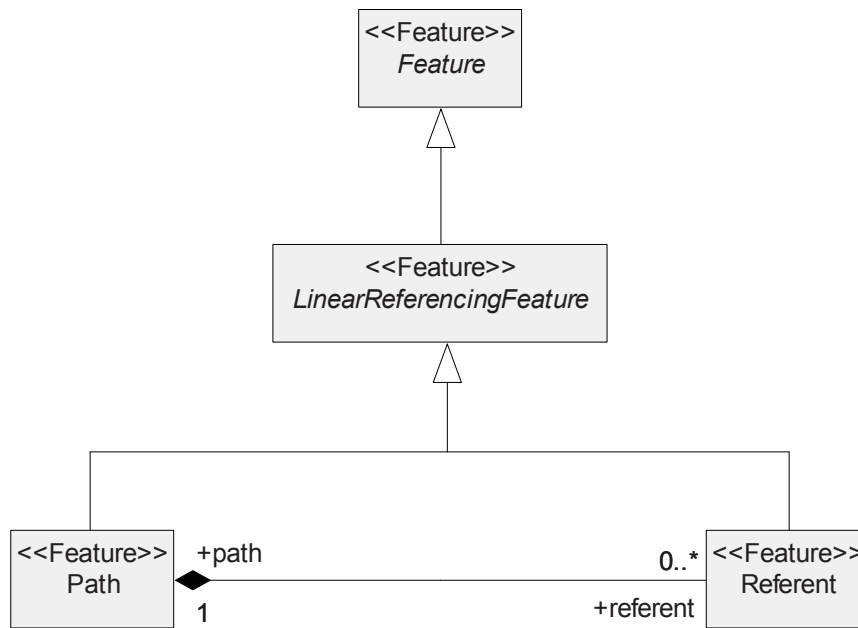 <<Feature>>
Feature
<<Feature>>
LinearReferencingFeature
<<Feature>>
Path
+path
1
0..*
+referent
<<Feature>>
Referent